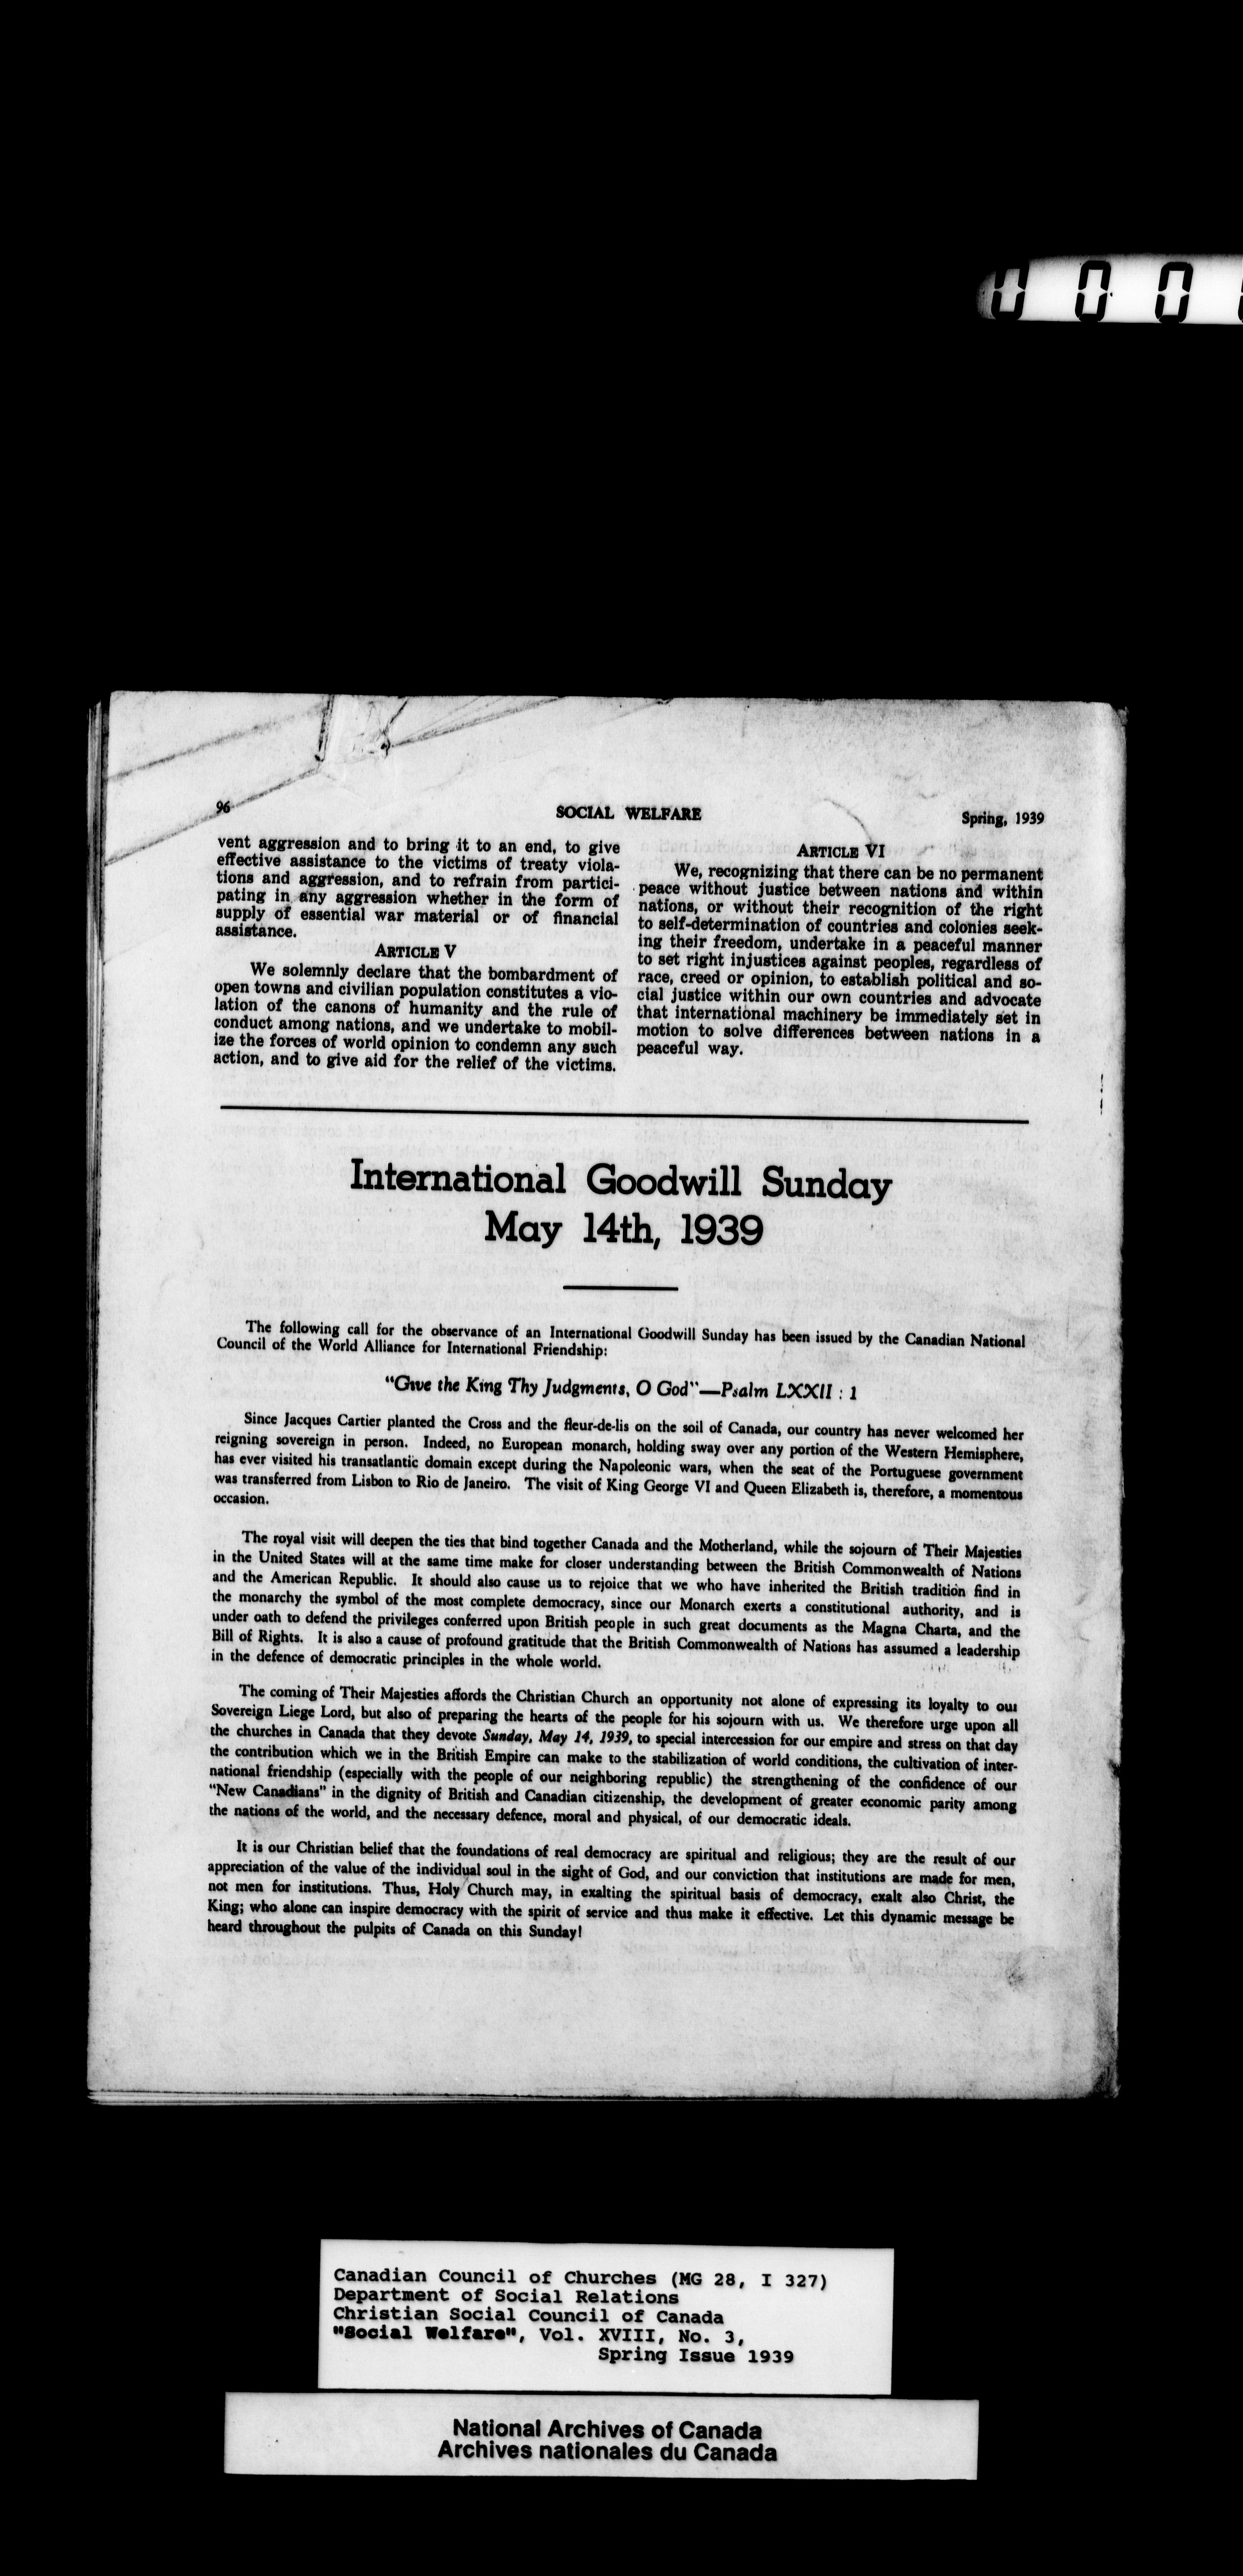 0 0 0
96
SOCIAL WELFARE
Spring, 1939
vent aggression and to bring it to an end, to give
effective assistance to the victims of treaty viola-
tions and aggression, and to refrain from partici-
pating in any aggression whether in the form of
supply of essential war material or of financial
assistance.
ARTICLE V
We solemnly declare that the bombardment of
open towns and civilian population constitutes a vio-
lation of the canons of humanity and the rule of
conduct among nations, and we undertake to mobil-
ize the forces of world opinion to condemn any such
action, and to give aid for the relief of the victims.
ARTICLE VI
We, recognizing that there can be no permanent
peace without justice between nations and within
nations, or without their recognition of the right
to self-determination of countries and colonies seek-
ing their freedom, undertake in a peaceful manner
to set right injustices against peoples, regardless of
race, creed or opinion, to establish political and so-
cial justice within our own countries and advocate
that international machinery be immediately set in
motion to solve differences between nations in a
peaceful way.
International Goodwill Sunday
May 14th, 1939
The following call for the observance of an International Goodwill Sunday has been issued by the Canadian National
Council of the World Alliance for International Friendship:
"Give the King Thy Judgments, O God"—Psalm LXXII : 1
Since Jacques Cartier planted the Cross and the fleur-de-lis on the soil of Canada, our country has never welcomed her
reigning sovereign in person. Indeed, no European monarch, holding sway over any portion of the Western Hemisphere,
has ever visited his transatlantic domain except during the Napoleonic wars, when the seat of the Portuguese government
was transferred from Lisbon to Rio de Janeiro. The visit of King George VI and Queen Elizabeth is, therefore, a momentous
occasion.
The royal visit will deepen the ties that bind together Canada and the Motherland, while the sojourn of Their Majesties
in the United States will at the same time make for closer understanding between the British Commonwealth of Nations
and the American Republic. It should also cause us to rejoice that we who have inherited the British tradition find in
the monarchy the symbol of the most complete democracy, since our Monarch exerts a constitutional authority, and is
under oath to defend the privileges conferred upon British people in such great documents as the Magna Charta, and the
Bill of Rights. It is also a cause of profound gratitude that the British Commonwealth of Nations has assumed a leadership
in the defence of democratic principles in the whole world.
The coming of Their Majesties affords the Christian Church an opportunity not alone of expressing its loyalty to our
Sovereign Liege Lord, but also of preparing the hearts of the people for his sojourn with us. We therefore urge upon all
the churches in Canada that they devote Sunday, May 14, 1939, to special intercession for our empire and stress on that day
the contribution which we in the British Empire can make to the stabilization of world conditions, the cultivation of inter-
national friendship (especially with the people of our neighboring republic) the strengthening of the confidence of our
"New Canadians" in the dignity of British and Canadian citizenship, the development of greater economic parity among
the nations of the world, and the necessary defence, moral and physical, of our democratic ideals.
It is our Christian belief that the foundations of real democracy are spiritual and religious; they are the result of our
appreciation of the value of the individual soul in the sight of God, and our conviction that institutions are made for men,
not men for institutions. Thus, Holy Church may, in exalting the spiritual basis of democracy, exalt also Christ, the
King; who alone can inspire democracy with the spirit of service and thus make it effective. Let this dynamic message be
heard throughout the pulpits of Canada on this Sunday!
Canadian Council of Churches (MG 28, I 327)
Department of Social Relations
Christian Social Council of Canada
"Social Welfare", Vol. XVIII, No. 3,
Spring Issue 1939
National Archives of Canada
Archives nationales du Canada